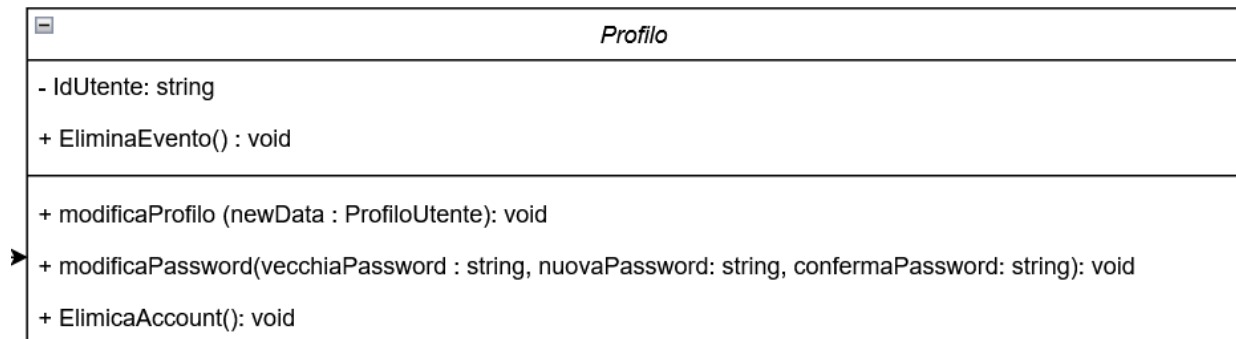 Profilo
- IdUtente: string
+ EliminaEvento() : void
+ modificaProfilo (newData : ProfiloUtente): void
+ modificaPassword(vecchiaPassword : string, nuovaPassword: string, confermaPassword: string): void
+ ElimicaAccount(): void